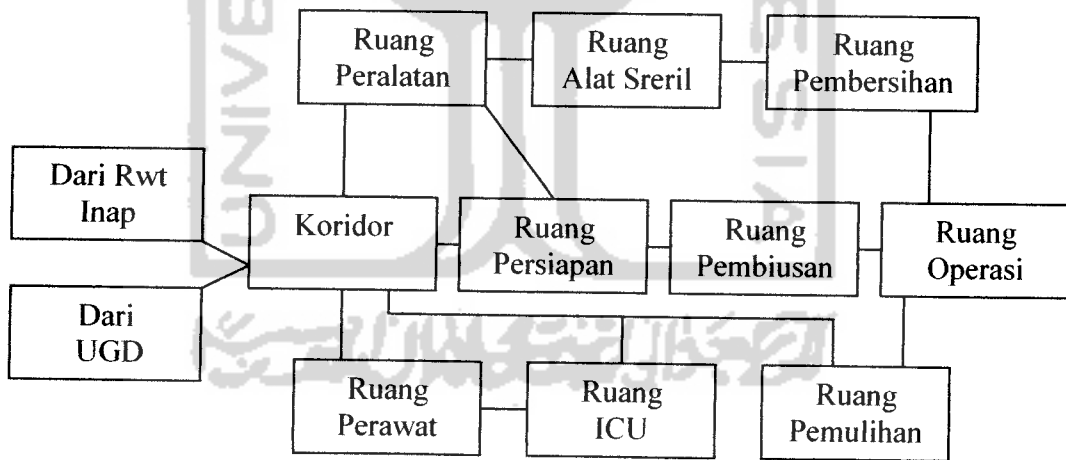 Ruang
Peralatan
Ruang
Alat Sreril
Ruang
Pembersihan
Dari Rwt
Inap
Koridor
Ruang
Persiapan
Ruang
Pembiusan
Ruang
Operasi
Dari
UGD
Ruang
Perawat
Ruang
ICU
Ruang
Pemulihan